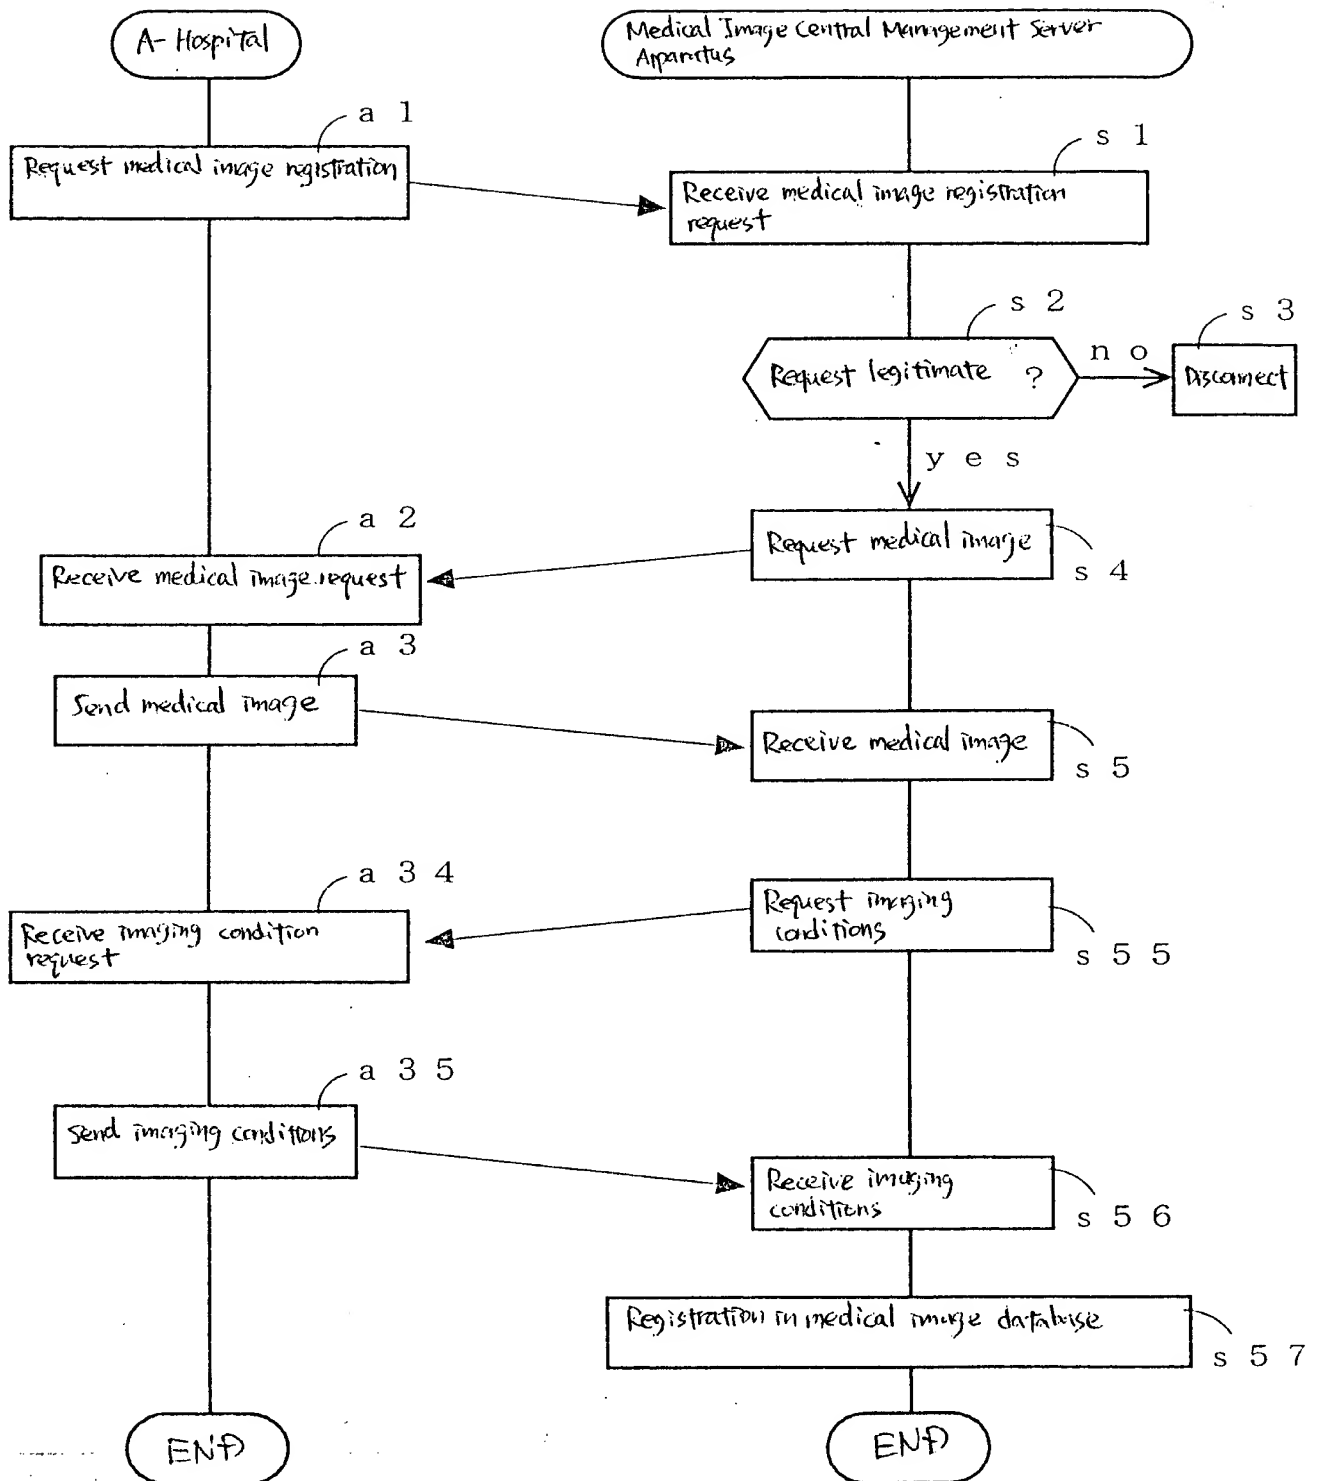 A-Hospital
Medical Image Central Management Server
Apparatus
a 1
Request medical image registration
s 1
Receive medical image registration
request
s 2
Request legitimate ?
n o
s 3
Disconnect
y e s
a 2
Receive medical image request
Request medical image
s 4
a 3
Send medical image
Receive medical image
s 5
a 3 4
Receive imaging condition
request
Request imaging
conditions
s 5 5
a 3 5
Send imaging conditions
Receive imaging
conditions
s 5 6
Registration in medical image database
s 5 7
END
END